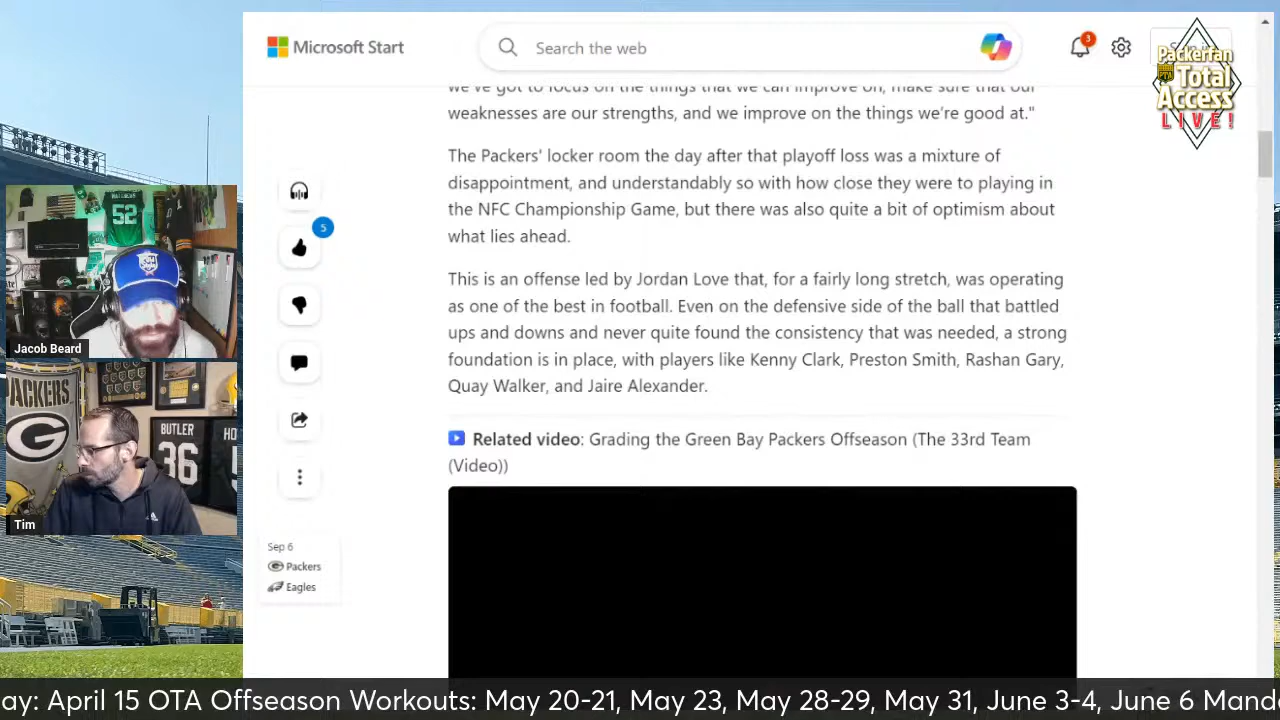 Microsoft Start
Search the web
3
Packerfan
PTA
Total
Access
LIVE!
we've got to focus on the things that we can improve on, make sure that our
weaknesses are our strengths, and we improve on the things we're good at."
The Packers' locker room the day after that playoff loss was a mixture of
disappointment, and understandably so with how close they were to playing in
the NFC Championship Game, but there was also quite a bit of optimism about
what lies ahead.
5
This is an offense led by Jordan Love that, for a fairly long stretch, was operating
as one of the best in football. Even on the defensive side of the ball that battled
ups and downs and never quite found the consistency that was needed, a strong
foundation is in place, with players like Kenny Clark, Preston Smith, Rashan Gary,
Quay Walker, and Jaire Alexander.
Related video: Grading the Green Bay Packers Offseason (The 33rd Team
(Video))
Sep 6
Packers
Eagles
52
Jacob Beard
PACKERS
G
BUTLER
36
HO
Tim
ay: April 15 OTA Offseason Workouts: May 20-21, May 23, May 28-29, May 31, June 3-4, June 6 Mand